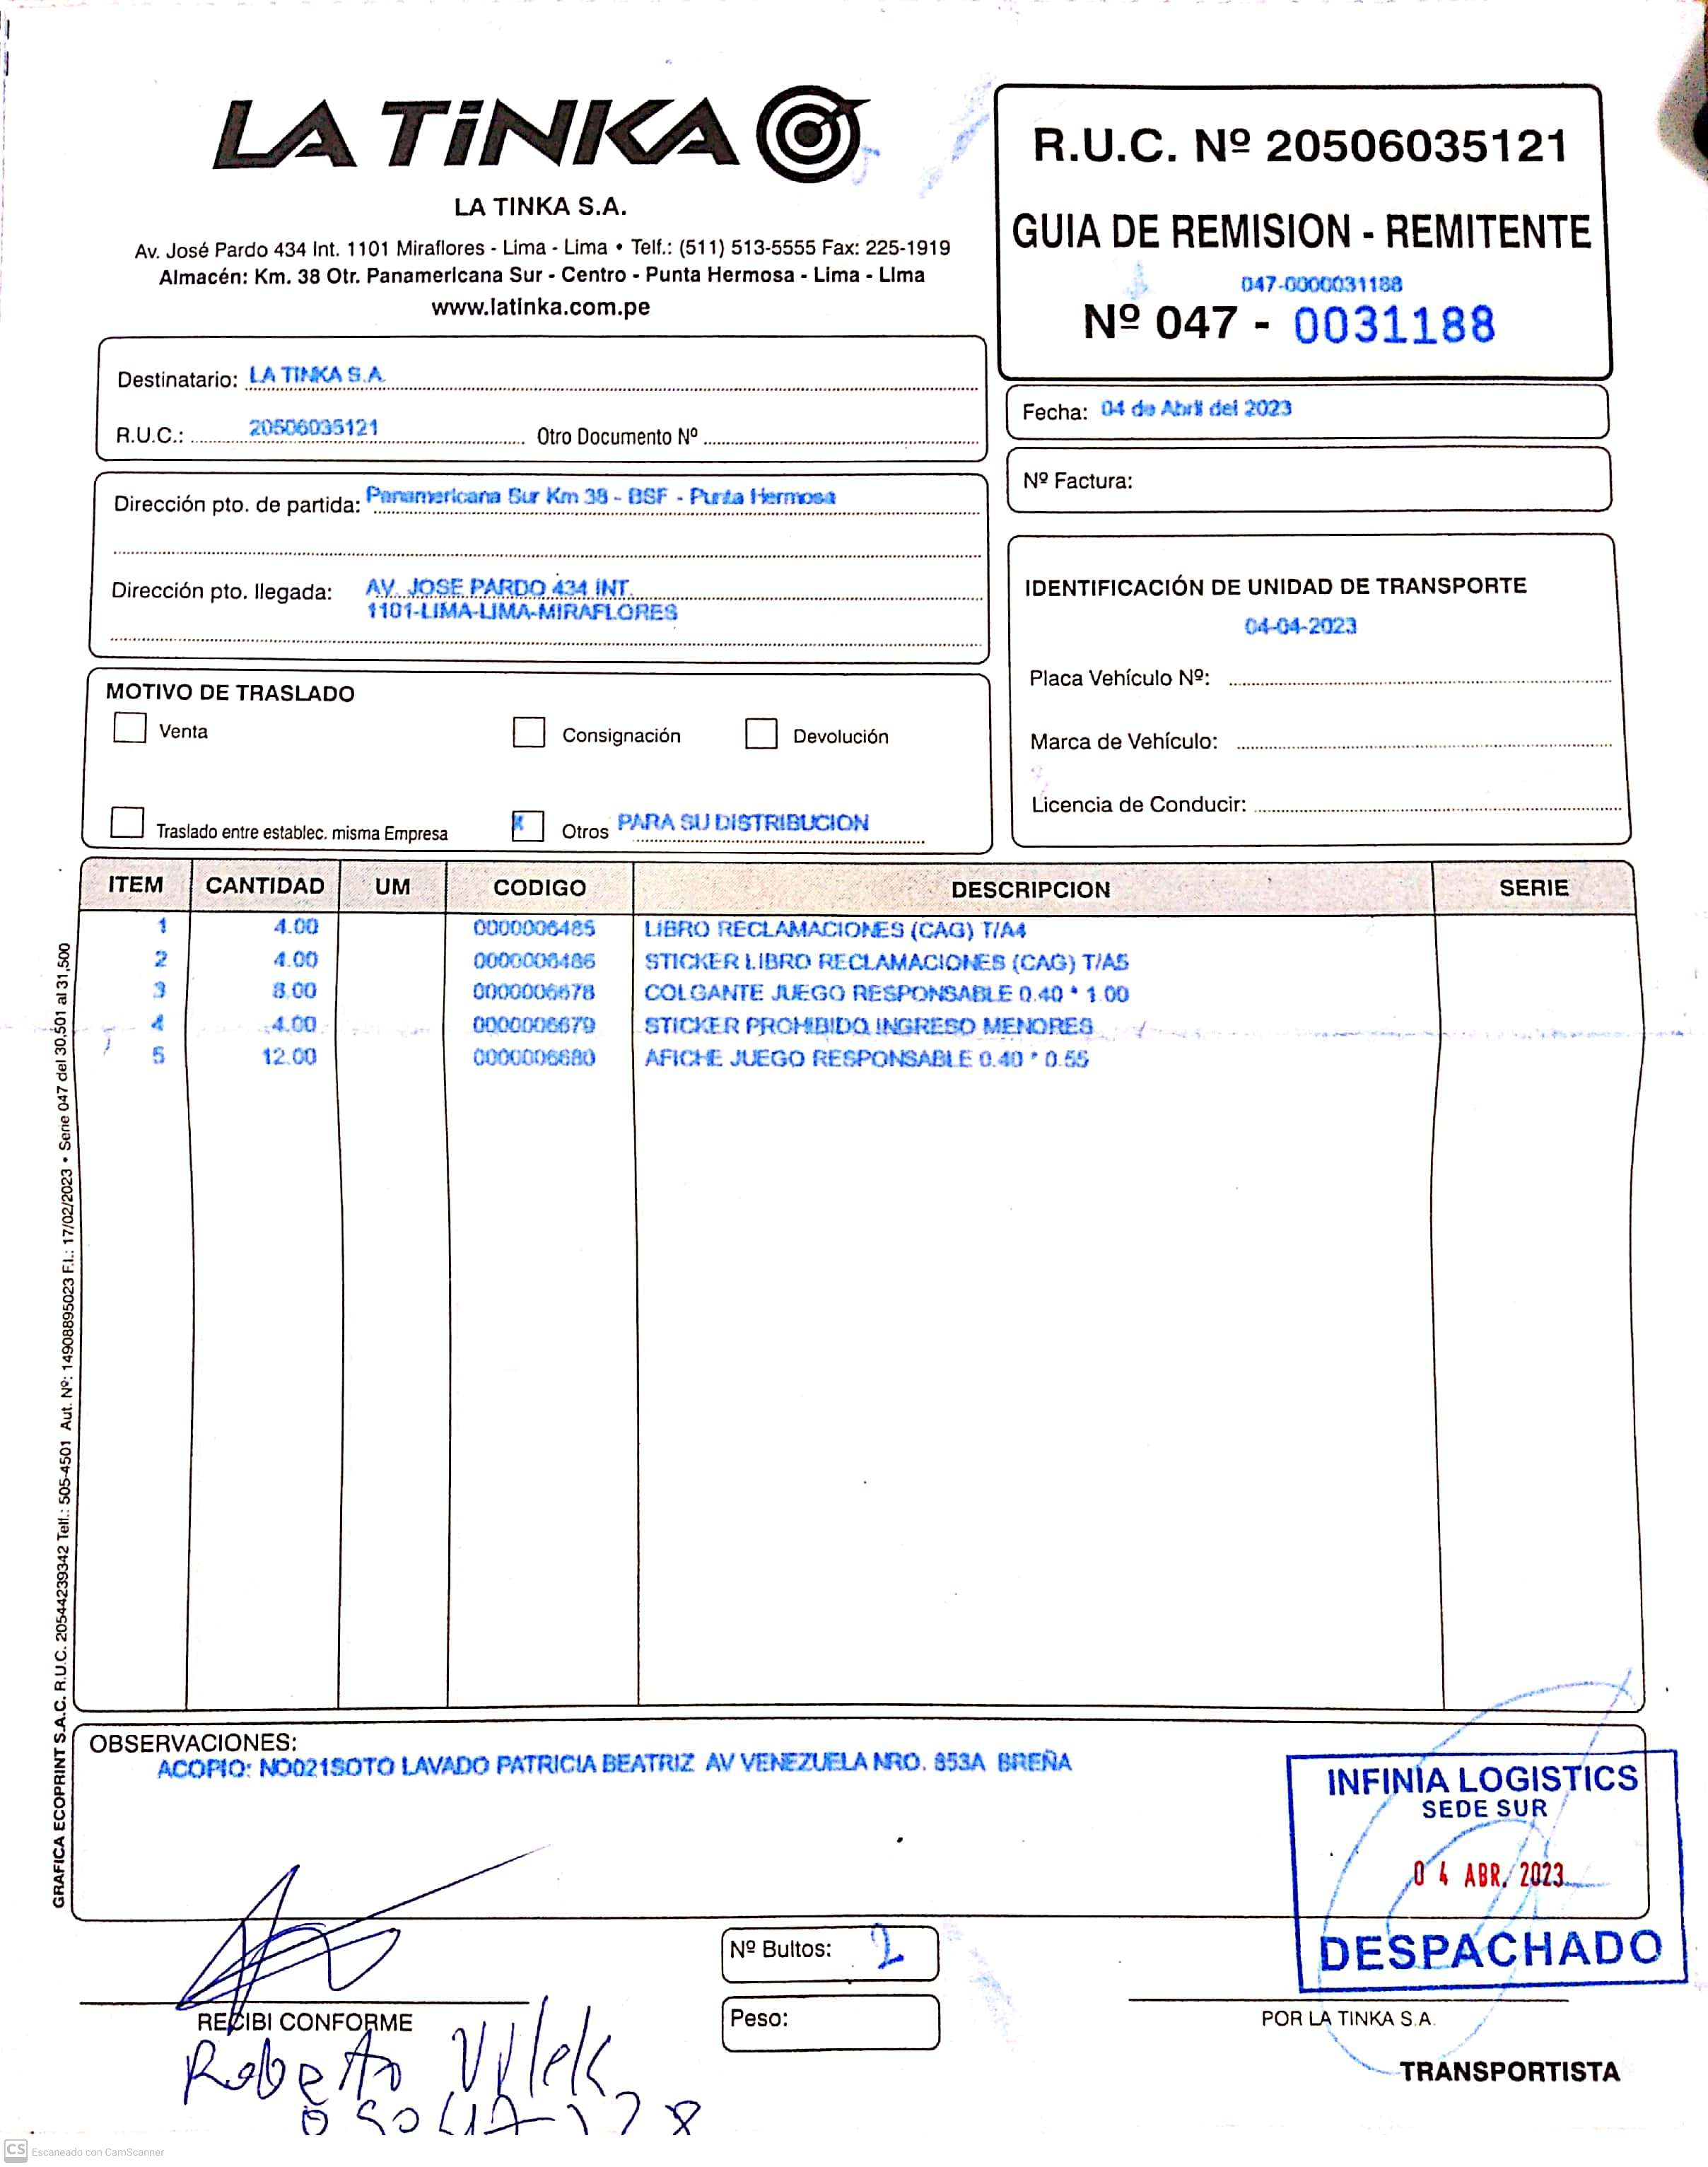 LA TiNKA
LA TINKA S.A.
Av. José Pardo 434 Int. 1101 Miraflores - Lima - Lima • Telf.: (511) 513-5555 Fax: 225-1919
Almacén: Km. 38 Otr. Panamericana Sur - Centro - Punta Hermosa - Lima - Lima
www.latinka.com.pe
R.U.C. Nº 20506035121
GUIA DE REMISION - REMITENTE
047-0000031188
Nº 047 - 0031188
Destinatario: LA TINKA S.A.
R.U.C.: 20506035121 Otro Documento Nº
Fecha: 04 de Abril del 2023
Nº Factura:
Dirección pto. de partida: Panamericana Sur Km 38 - BSF - Punta Hermosa
Dirección pto. llegada: AV. JOSE PARDO 434 INT.
1101-LIMA-LIMA-MIRAFLORES
IDENTIFICACIÓN DE UNIDAD DE TRANSPORTE
04-04-2023
Placa Vehículo Nº:
Marca de Vehículo:
Licencia de Conducir:
MOTIVO DE TRASLADO
Venta Consignación Devolución
Traslado entre establec. misma Empresa X Otros PARA SU DISTRIBUCION
ITEM CANTIDAD UM CODIGO DESCRIPCION SERIE
1 4.00 0000006485 LIBRO RECLAMACIONES (CAG) T/A4
2 4.00 0000006486 STICKER LIBRO RECLAMACIONES (CAG) T/A5
3 8.00 0000006678 COLGANTE JUEGO RESPONSABLE 0.40 * 1.00
4 4.00 0000006679 STICKER PROHIBIDO INGRESO MENORES
5 12.00 0000006680 AFICHE JUEGO RESPONSABLE 0.40 * 0.55
GRAFICA ECOPRINT S.A.C. R.U.C. 20544239342 Telf.: 505-4501 Aut. Nº: 14908895023 F.I.: 17/02/2023 • Serie 047 del 30,501 al 31,500
OBSERVACIONES:
ACOPIO: NO021SOTO LAVADO PATRICIA BEATRIZ AV VENEZUELA NRO. 853A BREÑA
INFINIA LOGISTICS
SEDE SUR
04 ABR. 2023
DESPACHADO
Nº Bultos: 2
Peso:
RECIBI CONFORME
Roberto
POR LA TINKA S.A.
TRANSPORTISTA
CS Escaneado con CamScanner